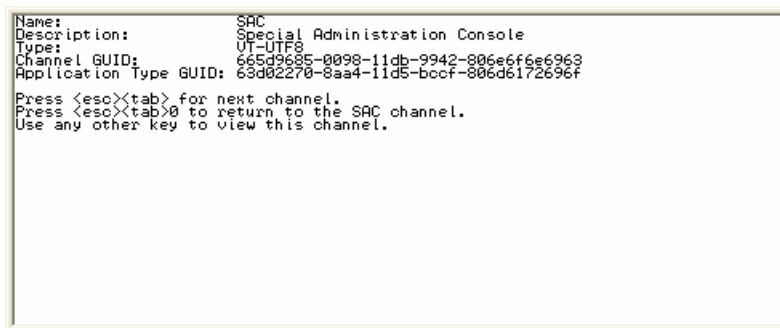 Name: SAC
Description: Special Administration Console
Type: VT-UTF8
Channel GUID: 665d9685-0098-11db-9942-806e6f6e6963
Application Type GUID: 63d02270-8aa4-11d5-bccf-806d6172696f
Press <esc><tab> for next channel.
Press <esc><tab>0 to return to the SAC channel.
Use any other key to view this channel.